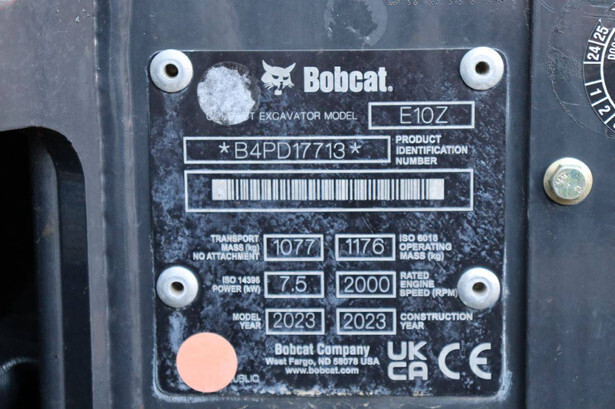 Bobcat.
EXCAVATOR MODEL E10Z
*B4PD17713* PRODUCT IDENTIFICATION NUMBER
TRANSPORT MASS (kg) NO ATTACHMENT 1077 1176 ISO 6016 OPERATING MASS (kg)
ISO 14396 POWER (kW) 7.5 2000 RATED ENGINE SPEED (RPM)
MODEL YEAR 2023 2023 CONSTRUCTION YEAR
Bobcat Company
West Fargo, ND 58078 USA
www.bobcat.com
UK CA CE
24 25